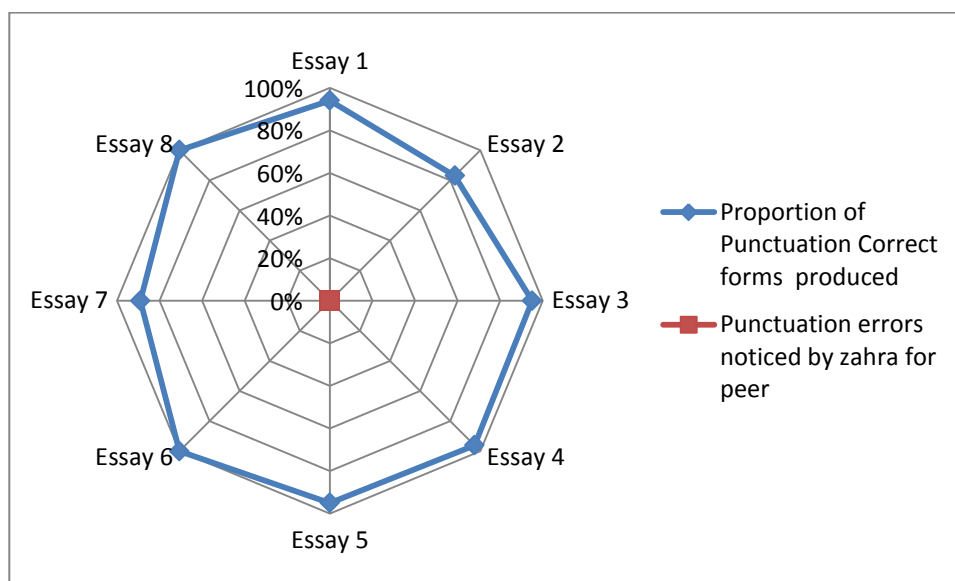 Essay 1
100%
80%
60%
40%
20%
0%
Essay 2
Essay 3
Essay 4
Essay 5
Essay 6
Essay 7
Essay 8
Proportion of
Punctuation Correct
forms produced
Punctuation errors
noticed by zahra for
peer